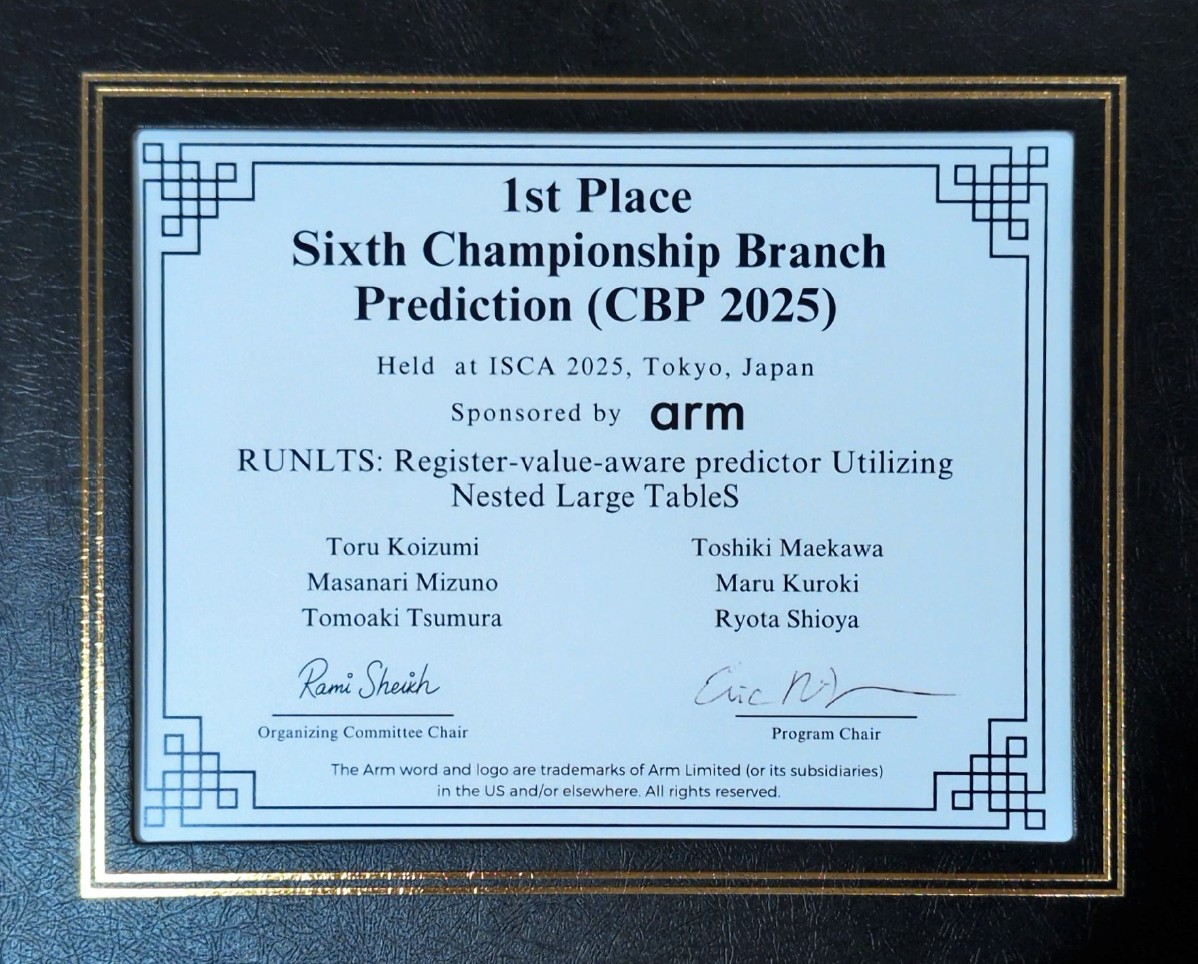 1st Place
Sixth Championship Branch
Prediction (CBP 2025)
Held at ISCA 2025, Tokyo, Japan
Sponsored by arm
RUNLTS: Register-value-aware predictor Utilizing
Nested Large TableS
Toru Koizumi Toshiki Maekawa
Masanari Mizuno Maru Kuroki
Tomoaki Tsumura Ryota Shioya
Rami Sheikh Eric
Organizing Committee Chair Program Chair
The Arm word and logo are trademarks of Arm Limited (or its subsidiaries)
in the US and/or elsewhere. All rights reserved.